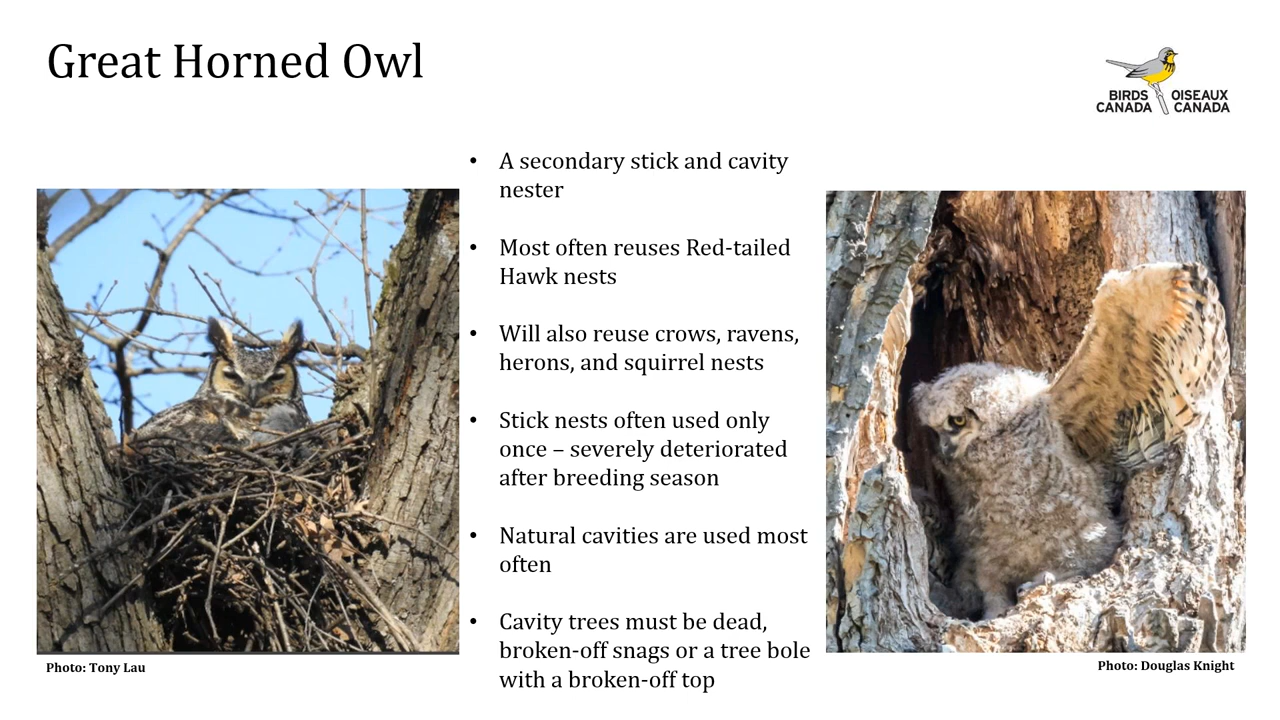 Great Horned Owl
BIRDS CANADA
OISEAUX CANADA
• A secondary stick and cavity
nester
• Most often reuses Red-tailed
Hawk nests
• Will also reuse crows, ravens,
herons, and squirrel nests
• Stick nests often used only
once – severely deteriorated
after breeding season
• Natural cavities are used most
often
• Cavity trees must be dead,
broken-off snags or a tree bole
with a broken-off top
Photo: Tony Lau
Photo: Douglas Knight